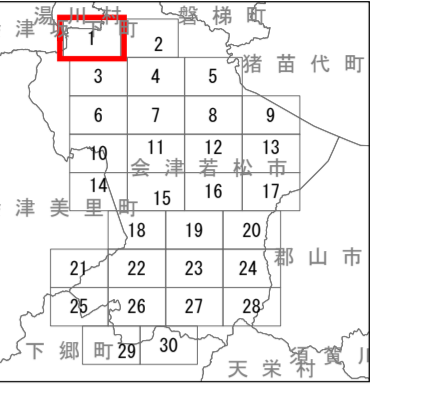 湯川村 磐梯町
津坂下町
1 2
猪苗代町
3 4 5
6 7 8 9
10 11 12 13
会津若松市
14 15 16 17
津美里町
18 19 20
郡山市
21 22 23 24
25 26 27 28
下郷町 29 30
天栄村
須賀川